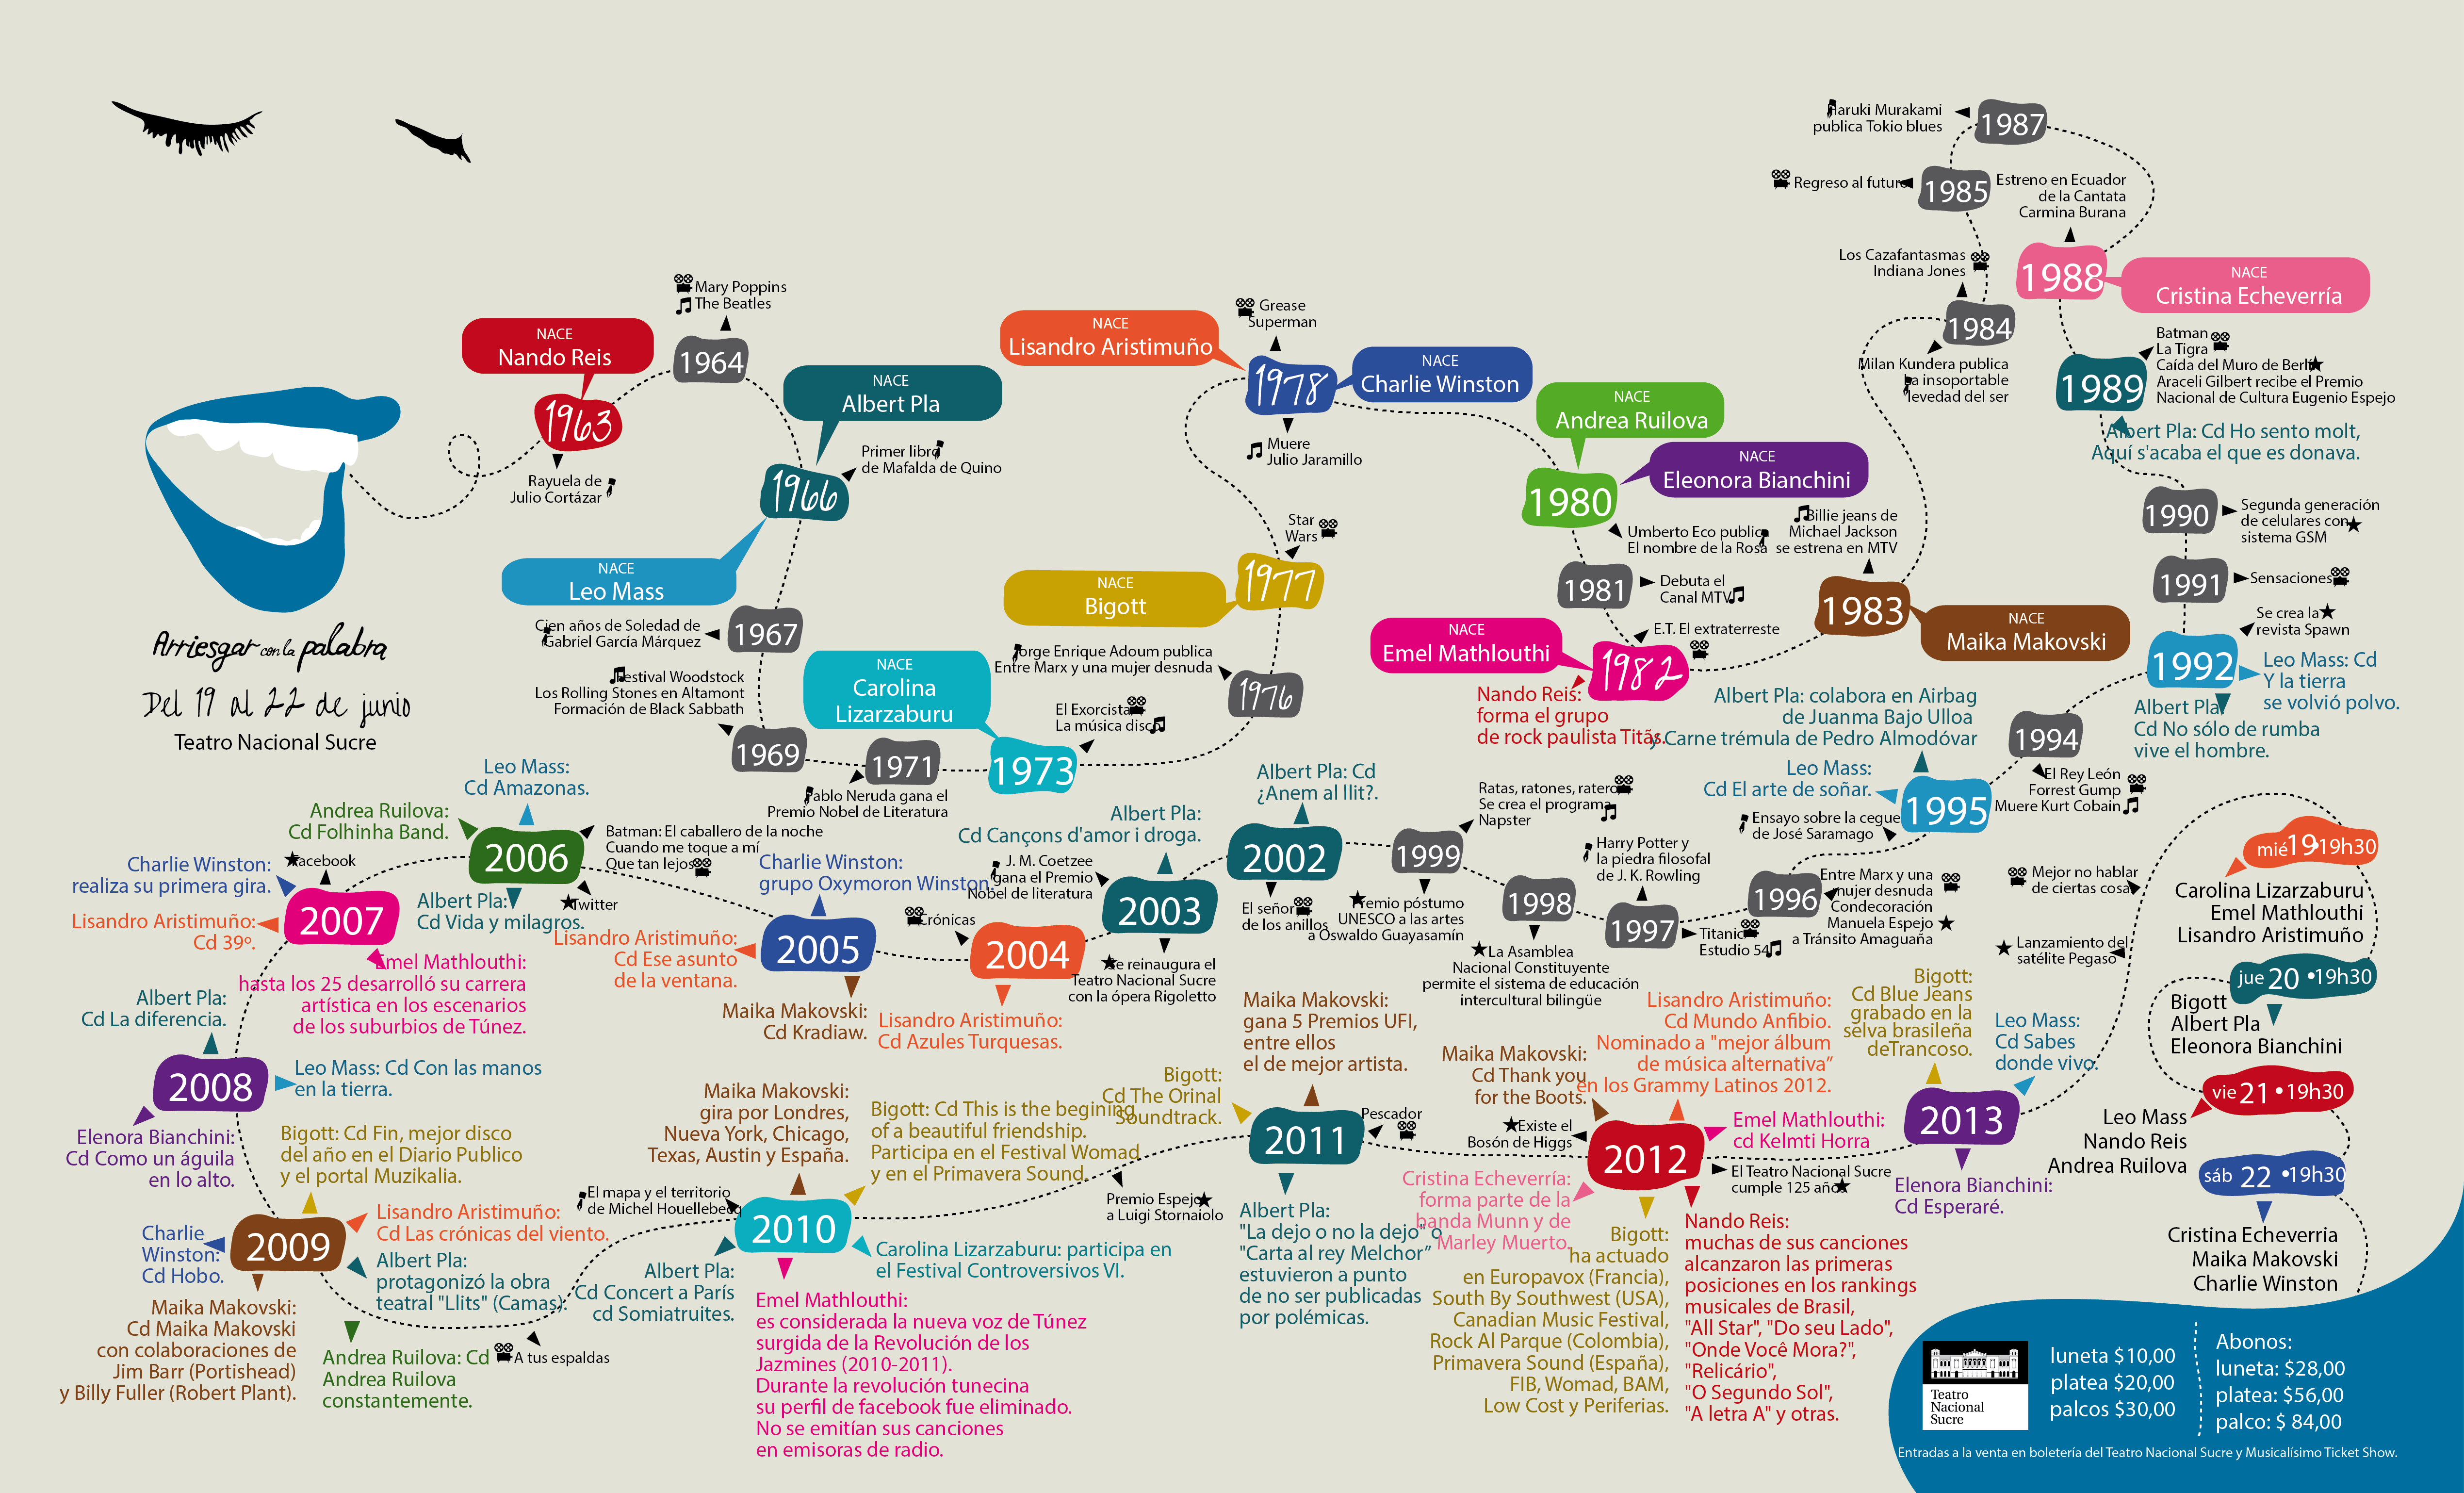 NACE
Nando Reis
1963
Rayuela de
Julio Cortázar
Mary Poppins
The Beatles
1964
NACE
Albert Pla
1966
Primer libro
de Mafalda de Quino
NACE
Leo Mass
Cien años de Soledad de
Gabriel García Márquez
1967
Festival Woodstock
Los Rolling Stones en Altamont
Formación de Black Sabbath
1969
1971
Pablo Neruda gana el
Premio Nobel de Literatura
NACE
Carolina
Lizarzaburu
1973
El Exorcista
La música disco
Jorge Enrique Adoum publica
Entre Marx y una mujer desnuda
1976
NACE
Bigott
1977
Star
Wars
NACE
Lisandro Aristimuño
Grease
Superman
1978
NACE
Charlie Winston
Muere
Julio Jaramillo
NACE
Andrea Ruilova
1980
NACE
Eleonora Bianchini
Umberto Eco publica
El nombre de la Rosa
1981
Debuta el
Canal MTV
NACE
Emel Mathlouthi
1982
E.T. El extraterreste
Nando Reis:
forma el grupo
de rock paulista Titãs.
Billie jeans de
Michael Jackson
se estrena en MTV
1983
NACE
Maika Makovski
Los Cazafantasmas
Indiana Jones
1984
Milan Kundera publica
La insoportable
levedad del ser
Regreso al futuro
1985
Haruki Murakami
publica Tokio blues
1987
Estreno en Ecuador
de la Cantata
Carmina Burana
1988
NACE
Cristina Echeverría
1989
Batman
La Tigra
Caída del Muro de Berlín
Araceli Gilbert recibe el Premio
Nacional de Cultura Eugenio Espejo
Albert Pla: Cd Ho sento molt,
Aquí s'acaba el que es donava.
1990
Segunda generación
de celulares con
sistema GSM
1991
Sensaciones
Se crea la
revista Spawn
1992
Leo Mass: Cd
Y la tierra
se volvió polvo.
Albert Pla:
Cd No sólo de rumba
vive el hombre.
1994
El Rey León
Forrest Gump
Muere Kurt Cobain
Albert Pla: colabora en Airbag
de Juanma Bajo Ulloa
y Carne trémula de Pedro Almodóvar
Leo Mass:
Cd El arte de soñar.
1995
Ensayo sobre la ceguera
de José Saramago
1996
Entre Marx y una
mujer desnuda
Condecoración
Manuela Espejo
a Tránsito Amaguaña
Harry Potter y
la piedra filosofal
de J. K. Rowling
1997
Titanic
Estudio 54
1998
La Asamblea
Nacional Constituyente
permite el sistema de educación
intercultural bilingüe
Ratas, ratones, rateros
Se crea el programa
Napster
1999
Premio póstumo
UNESCO a las artes
a Oswaldo Guayasamín
Albert Pla: Cd
¿Anem al llit?.
2002
El señor
de los anillos
Albert Pla:
Cd Cançons d'amor i droga.
J. M. Coetzee
gana el Premio
Nobel de literatura
2003
Se reinaugura el
Teatro Nacional Sucre
con la ópera Rigoletto
Crónicas
2004
Lisandro Aristimuño:
Cd Azules Turquesas.
Charlie Winston:
grupo Oxymoron Winston.
2005
Lisandro Aristimuño:
Cd Ese asunto
de la ventana.
Maika Makovski:
Cd Kradiaw.
Leo Mass:
Cd Amazonas.
Andrea Ruilova:
Cd Folhinha Band.
2006
Batman: El caballero de la noche
Cuando me toque a mí
Que tan lejos
Twitter
Albert Pla:
Cd Vida y milagros.
Facebook
Charlie Winston:
realiza su primera gira.
2007
Lisandro Aristimuño:
Cd 39º.
Emel Mathlouthi:
hasta los 25 desarrolló su carrera
artística en los escenarios
de los suburbios de Túnez.
Albert Pla:
Cd La diferencia.
2008
Leo Mass: Cd Con las manos
en la tierra.
Elenora Bianchini:
Cd Como un águila
en lo alto.
Bigott: Cd Fin, mejor disco
del año en el Diario Publico
y el portal Muzikalia.
2009
Lisandro Aristimuño:
Cd Las crónicas del viento.
Charlie
Winston:
Cd Hobo.
Albert Pla:
protagonizó la obra
teatral "Llits" (Camas).
Maika Makovski:
Cd Maika Makovski
con colaboraciones de
Jim Barr (Portishead)
y Billy Fuller (Robert Plant).
Andrea Ruilova: Cd
Andrea Ruilova
constantemente.
A tus espaldas
Maika Makovski:
gira por Londres,
Nueva York, Chicago,
Texas, Austin y España.
El mapa y el territorio
de Michel Houellebecq
2010
Bigott: Cd This is the begining
of a beautiful friendship.
Participa en el Festival Womad
y en el Primavera Sound.
Albert Pla:
Cd Concert a París
cd Somiatruites.
Carolina Lizarzaburu: participa en
el Festival Controversivos VI.
Emel Mathlouthi:
es considerada la nueva voz de Túnez
surgida de la Revolución de los
Jazmines (2010-2011).
Durante la revolución tunecina
su perfil de facebook fue eliminado.
No se emitían sus canciones
en emisoras de radio.
Premio Espejo
a Luigi Stornaiolo
Maika Makovski:
gana 5 Premios UFI,
entre ellos
el de mejor artista.
Bigott:
Cd The Orinal
Soundtrack.
2011
Pescador
Albert Pla:
"La dejo o no la dejo" o
"Carta al rey Melchor”
estuvieron a punto
de no ser publicadas
por polémicas.
Maika Makovski:
Cd Thank you
for the Boots.
Lisandro Aristimuño:
Cd Mundo Anfibio.
Nominado a "mejor álbum
de música alternativa”
en los Grammy Latinos 2012.
Existe el
Bosón de Higgs
2012
Emel Mathlouthi:
cd Kelmti Horra
El Teatro Nacional Sucre
cumple 125 años
Cristina Echeverría:
forma parte de la
banda Munn y de
Marley Muerto.
Bigott:
ha actuado
en Europavox (Francia),
South By Southwest (USA),
Canadian Music Festival,
Rock Al Parque (Colombia),
Primavera Sound (España),
FIB, Womad, BAM,
Low Cost y Periferias.
Nando Reis:
muchas de sus canciones
alcanzaron las primeras
posiciones en los rankings
musicales de Brasil,
"All Star", "Do seu Lado",
"Onde Você Mora?",
"Relicário",
"O Segundo Sol",
"A letra A" y otras.
Bigott:
Cd Blue Jeans
grabado en la
selva brasileña
deTrancoso.
Leo Mass:
Cd Sabes
donde vivo.
2013
Elenora Bianchini:
Cd Esperaré.
Lanzamiento del
satélite Pegaso
Mejor no hablar
de ciertas cosas
mié 19 •19h30
Carolina Lizarzaburu
Emel Mathlouthi
Lisandro Aristimuño
jue 20 •19h30
Bigott
Albert Pla
Eleonora Bianchini
vie 21 •19h30
Leo Mass
Nando Reis
Andrea Ruilova
sáb 22 •19h30
Cristina Echeverria
Maika Makovski
Charlie Winston
Arriesgar con la palabra
Del 19 al 22 de junio
Teatro Nacional Sucre
Teatro
Nacional
Sucre
luneta $10,00
platea $20,00
palcos $30,00
Abonos:
luneta: $28,00
platea: $56,00
palco: $ 84,00
Entradas a la venta en boletería del Teatro Nacional Sucre y Musicalísimo Ticket Show.